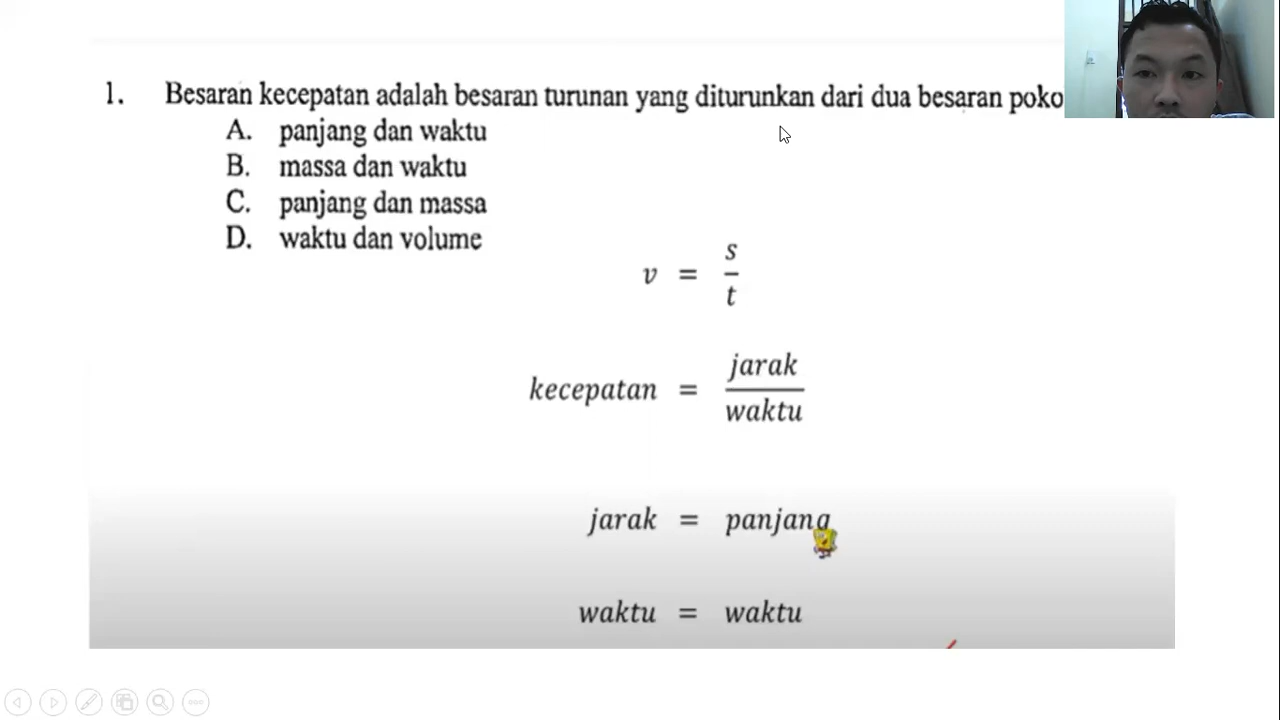 1. Besaran kecepatan adalah besaran turunan yang diturunkan dari dua besaran
A. panjang dan waktu
B. massa dan waktu
C. panjang dan massa
D. waktu dan volume
v = s/t
kecepatan = jarak/waktu
jarak = panjang
waktu = waktu